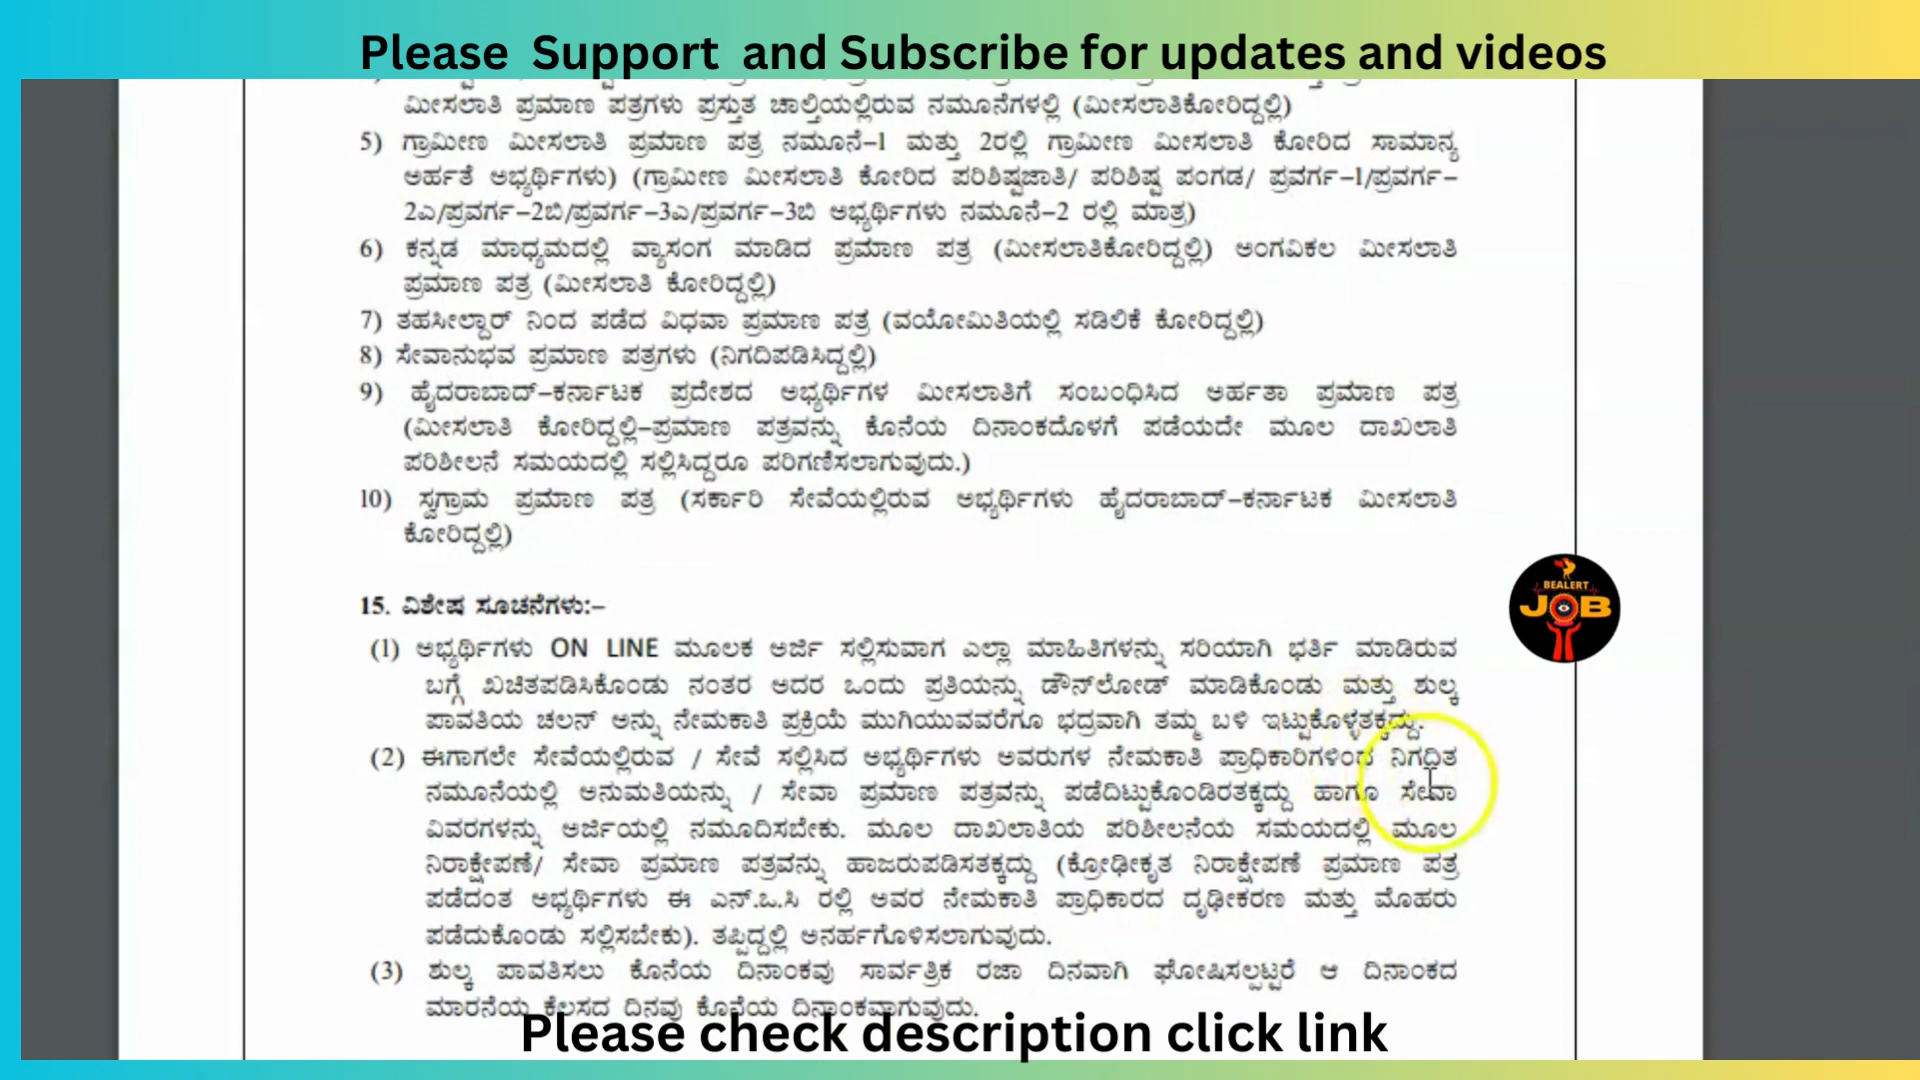 Please Support and Subscribe for updates and videos
ಮೀಸಲಾತಿ ಪ್ರಮಾಣ ಪತ್ರಗಳು ಪ್ರಸ್ತುತ ಚಾಲ್ತಿಯಲ್ಲಿರುವ ನಮೂನೆಗಳಲ್ಲಿ (ಮೀಸಲಾತಿಕೋರಿದ್ದಲ್ಲಿ)
5) ಗ್ರಾಮೀಣ ಮೀಸಲಾತಿ ಪ್ರಮಾಣ ಪತ್ರ ನಮೂನೆ–1 ಮತ್ತು 2ರಲ್ಲಿ ಗ್ರಾಮೀಣ ಮೀಸಲಾತಿ ಕೋರಿದ ಸಾಮಾನ್ಯ
ಅರ್ಹತೆ ಅಭ್ಯರ್ಥಿಗಳು) (ಗ್ರಾಮೀಣ ಮೀಸಲಾತಿ ಕೋರಿದ ಪರಿಶಿಷ್ಟಜಾತಿ/ ಪರಿಶಿಷ್ಟ ಪಂಗಡ/ ಪ್ರವರ್ಗ–1/ಪ್ರವರ್ಗ–
2ಎ/ಪ್ರವರ್ಗ–2ಬಿ/ಪ್ರವರ್ಗ–3ಎ/ಪ್ರವರ್ಗ–3ಬಿ ಅಭ್ಯರ್ಥಿಗಳು ನಮೂನೆ–2 ರಲ್ಲಿ ಮಾತ್ರ)
6) ಕನ್ನಡ ಮಾಧ್ಯಮದಲ್ಲಿ ವ್ಯಾಸಂಗ ಮಾಡಿದ ಪ್ರಮಾಣ ಪತ್ರ (ಮೀಸಲಾತಿಕೋರಿದ್ದಲ್ಲಿ) ಅಂಗವಿಕಲ ಮೀಸಲಾತಿ
ಪ್ರಮಾಣ ಪತ್ರ (ಮೀಸಲಾತಿ ಕೋರಿದ್ದಲ್ಲಿ)
7) ತಹಸೀಲ್ದಾರ್ ನಿಂದ ಪಡೆದ ವಿಧವಾ ಪ್ರಮಾಣ ಪತ್ರ (ವಯೋಮಿತಿಯಲ್ಲಿ ಸಡಿಲಿಕೆ ಕೋರಿದ್ದಲ್ಲಿ)
8) ಸೇವಾನುಭವ ಪ್ರಮಾಣ ಪತ್ರಗಳು (ನಿಗದಿಪಡಿಸಿದ್ದಲ್ಲಿ)
9) ಹೈದರಾಬಾದ್–ಕರ್ನಾಟಕ ಪ್ರದೇಶದ ಅಭ್ಯರ್ಥಿಗಳ ಮೀಸಲಾತಿಗೆ ಸಂಬಂಧಿಸಿದ ಅರ್ಹತಾ ಪ್ರಮಾಣ ಪತ್ರ
(ಮೀಸಲಾತಿ ಕೋರಿದ್ದಲ್ಲಿ–ಪ್ರಮಾಣ ಪತ್ರವನ್ನು ಕೊನೆಯ ದಿನಾಂಕದೊಳಗೆ ಪಡೆಯದೇ ಮೂಲ ದಾಖಲಾತಿ
ಪರಿಶೀಲನೆ ಸಮಯದಲ್ಲಿ ಸಲ್ಲಿಸಿದ್ದರೂ ಪರಿಗಣಿಸಲಾಗುವುದು.)
10) ಸ್ವಗ್ರಾಮ ಪ್ರಮಾಣ ಪತ್ರ (ಸರ್ಕಾರಿ ಸೇವೆಯಲ್ಲಿರುವ ಅಭ್ಯರ್ಥಿಗಳು ಹೈದರಾಬಾದ್–ಕರ್ನಾಟಕ ಮೀಸಲಾತಿ
ಕೋರಿದ್ದಲ್ಲಿ)
BEALERT
JOB
15. ವಿಶೇಷ ಸೂಚನೆಗಳು:–
(1) ಅಭ್ಯರ್ಥಿಗಳು ON LINE ಮೂಲಕ ಅರ್ಜಿ ಸಲ್ಲಿಸುವಾಗ ಎಲ್ಲಾ ಮಾಹಿತಿಗಳನ್ನು ಸರಿಯಾಗಿ ಭರ್ತಿ ಮಾಡಿರುವ
ಬಗ್ಗೆ ಖಚಿತಪಡಿಸಿಕೊಂಡು ನಂತರ ಅದರ ಒಂದು ಪ್ರತಿಯನ್ನು ಡೌನ್‌ಲೋಡ್ ಮಾಡಿಕೊಂಡು ಮತ್ತು ಶುಲ್ಕ
ಪಾವತಿಯ ಚಲನ್ ಅನ್ನು ನೇಮಕಾತಿ ಪ್ರಕ್ರಿಯೆ ಮುಗಿಯುವವರೆಗೂ ಭದ್ರವಾಗಿ ತಮ್ಮ ಬಳಿ ಇಟ್ಟುಕೊಳ್ಳತಕ್ಕದ್ದು.
(2) ಈಗಾಗಲೇ ಸೇವೆಯಲ್ಲಿರುವ / ಸೇವೆ ಸಲ್ಲಿಸಿದ ಅಭ್ಯರ್ಥಿಗಳು ಅವರುಗಳ ನೇಮಕಾತಿ ಪ್ರಾಧಿಕಾರಿಗಳಿಂದ ನಿಗಧಿತ
ನಮೂನೆಯಲ್ಲಿ ಅನುಮತಿಯನ್ನು / ಸೇವಾ ಪ್ರಮಾಣ ಪತ್ರವನ್ನು ಪಡೆದಿಟ್ಟುಕೊಂಡಿರತಕ್ಕದ್ದು ಹಾಗೂ ಸೇವಾ
ವಿವರಗಳನ್ನು ಅರ್ಜಿಯಲ್ಲಿ ನಮೂದಿಸಬೇಕು. ಮೂಲ ದಾಖಲಾತಿಯ ಪರಿಶೀಲನೆಯ ಸಮಯದಲ್ಲಿ ಮೂಲ
ನಿರಾಕ್ಷೇಪಣೆ/ ಸೇವಾ ಪ್ರಮಾಣ ಪತ್ರವನ್ನು ಹಾಜರುಪಡಿಸತಕ್ಕದ್ದು (ಕ್ರೋಢೀಕೃತ ನಿರಾಕ್ಷೇಪಣೆ ಪ್ರಮಾಣ ಪತ್ರ
ಪಡೆದಂತ ಅಭ್ಯರ್ಥಿಗಳು ಈ ಎನ್.ಒ.ಸಿ ರಲ್ಲಿ ಅವರ ನೇಮಕಾತಿ ಪ್ರಾಧಿಕಾರದ ದೃಢೀಕರಣ ಮತ್ತು ಮೊಹರು
ಪಡೆದುಕೊಂಡು ಸಲ್ಲಿಸಬೇಕು). ತಪ್ಪಿದ್ದಲ್ಲಿ ಅನರ್ಹಗೊಳಿಸಲಾಗುವುದು.
(3) ಶುಲ್ಕ ಪಾವತಿಸಲು ಕೊನೆಯ ದಿನಾಂಕವು ಸಾರ್ವತ್ರಿಕ ರಜಾ ದಿನವಾಗಿ ಘೋಷಿಸಲ್ಪಟ್ಟರೆ ಆ ದಿನಾಂಕದ
ಮಾರನೆಯ ಕೆಲಸದ ದಿನವು ಕೊನೆಯ ದಿನಾಂಕವಾಗುವುದು.
Please check description click link